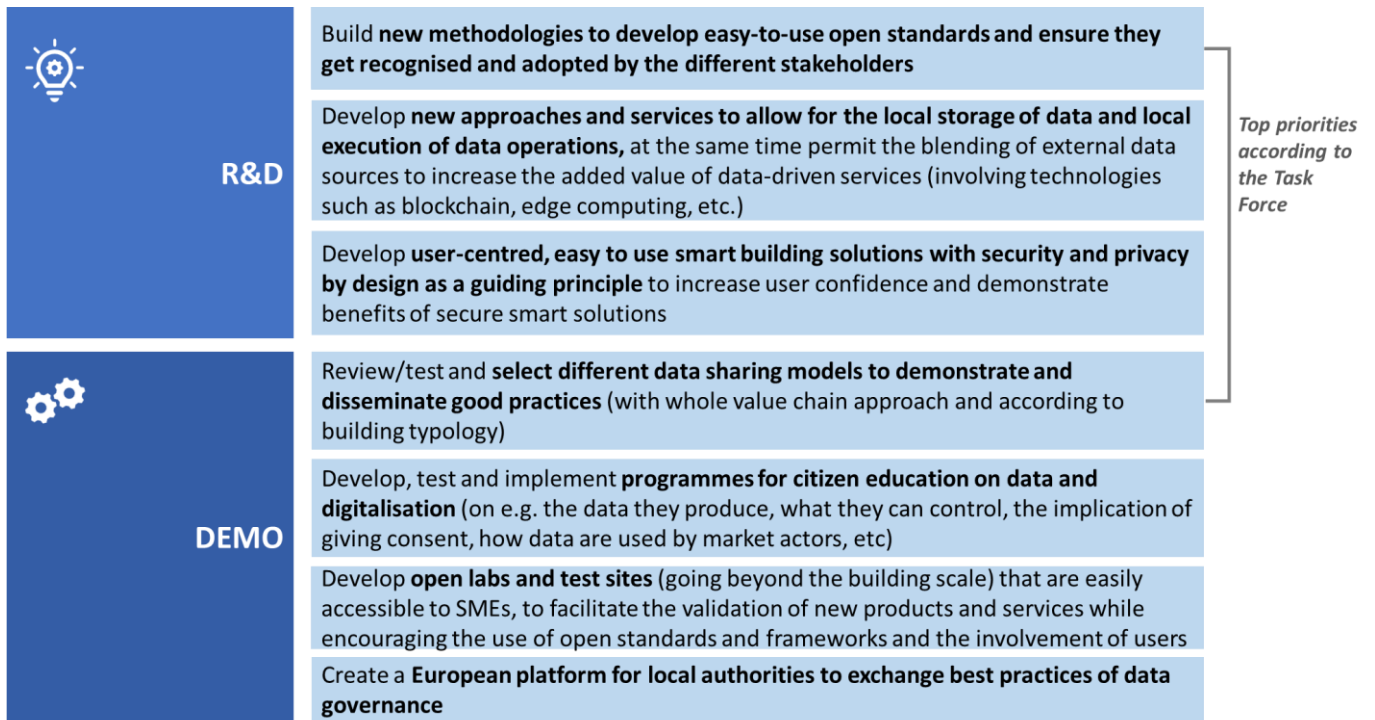 Build new methodologies to develop easy-to-use open standards and ensure they
get recognised and adopted by the different stakeholders
R&D
Develop new approaches and services to allow for the local storage of data and local
execution of data operations, at the same time permit the blending of external data
sources to increase the added value of data-driven services (involving technologies
such as blockchain, edge computing, etc.)
Develop user-centred, easy to use smart building solutions with security and privacy
by design as a guiding principle to increase user confidence and demonstrate
benefits of secure smart solutions
Top priorities
according to
the Task
Force
DEMO
Review/test and select different data sharing models to demonstrate and
disseminate good practices (with whole value chain approach and according to
building typology)
Develop, test and implement programmes for citizen education on data and
digitalisation (on e.g. the data they produce, what they can control, the implication of
giving consent, how data are used by market actors, etc)
Develop open labs and test sites (going beyond the building scale) that are easily
accessible to SMEs, to facilitate the validation of new products and services while
encouraging the use of open standards and frameworks and the involvement of users
Create a European platform for local authorities to exchange best practices of data
governance